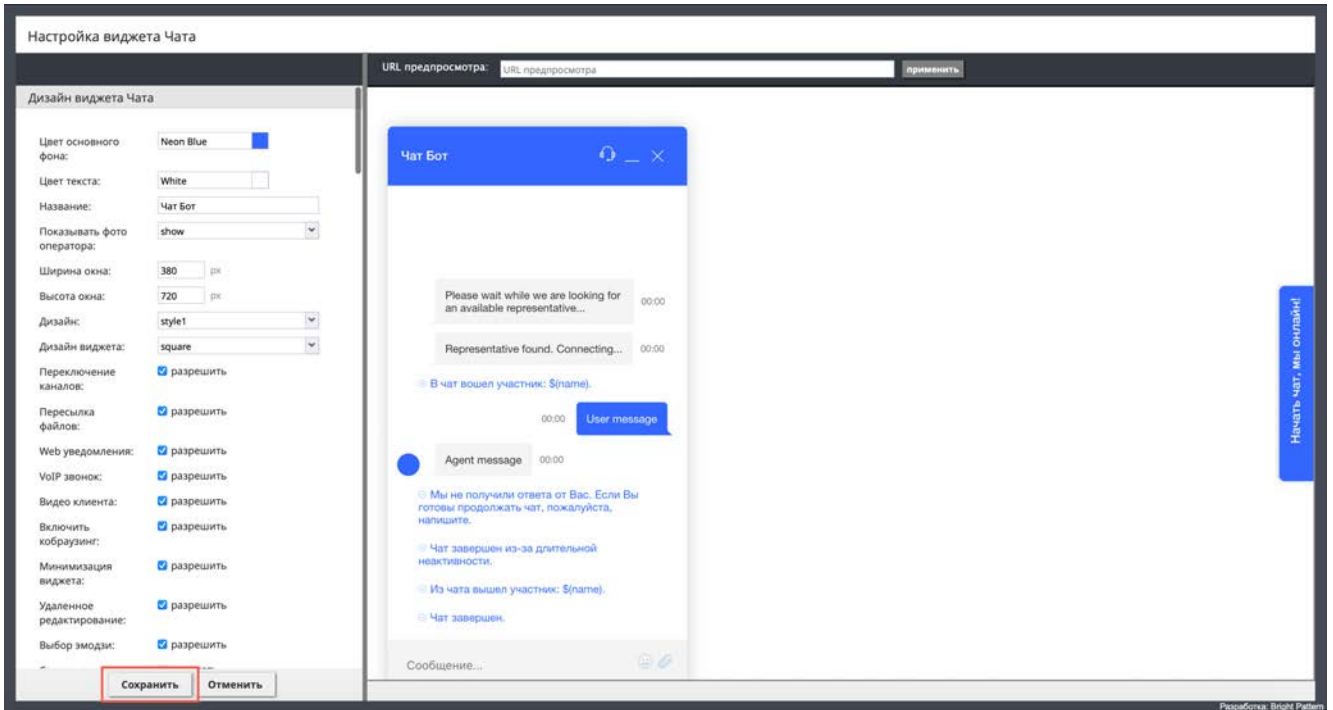 Настройка виджета Чата
URL предпросмотра:
URL предпросмотра
применить
Дизайн виджета Чата
Цвет основного
фона:
Neon Blue
Цвет текста:
White
Название:
Чат Бот
Показывать фото
оператора:
show
Ширина окна:
380 px
Высота окна:
720 px
Дизайн:
style1
Дизайн виджета:
square
Переключение
каналов:
разрешить
Пересылка
файлов:
разрешить
Web уведомления:
разрешить
VoIP звонок:
разрешить
Видео клиента:
разрешить
Включить
кобраузинг:
разрешить
Минимизация
виджета:
разрешить
Удаленное
редактирование:
разрешить
Выбор эмодзи:
разрешить
Сохранить
Отменить
Чат Бот
Please wait while we are looking for
an available representative...
00:00
Representative found. Connecting...
00:00
В чат вошел участник: $(name).
00:00
User message
Agent message
00:00
Мы не получили ответа от Вас. Если Вы
готовы продолжать чат, пожалуйста,
напишите.
Чат завершен из-за длительной
неактивности.
Из чата вышел участник: $(name).
Чат завершен.
Сообщение...
Начать чат, мы онлайн!
Разработка: Bright Pattern